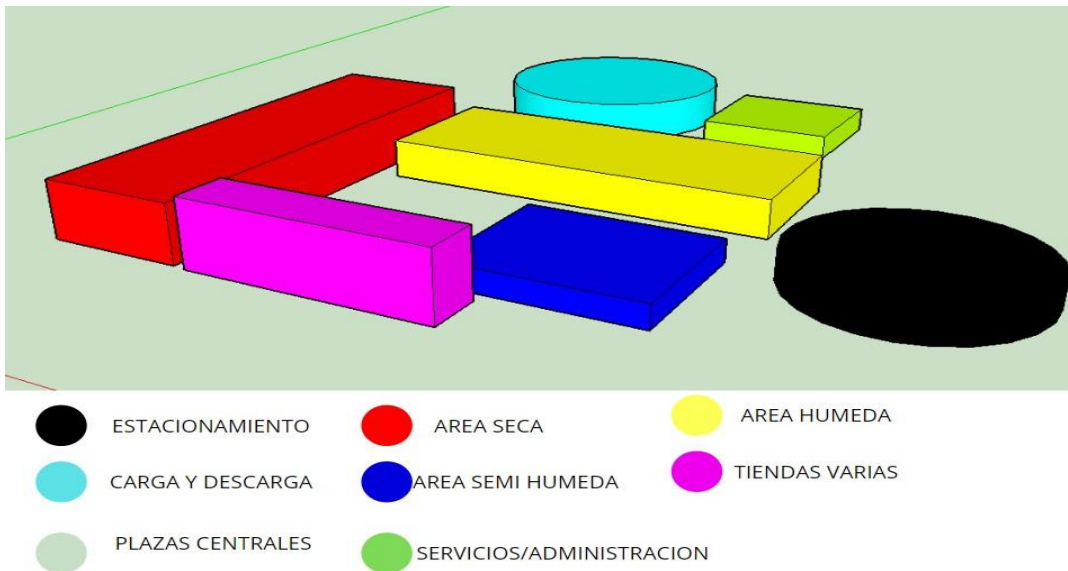 ESTACIONAMIENTO
AREA SECA
AREA HUMEDA
CARGA Y DESCARGA
AREA SEMI HUMEDA
TIENDAS VARIAS
PLAZAS CENTRALES
SERVICIOS/ADMINISTRACION